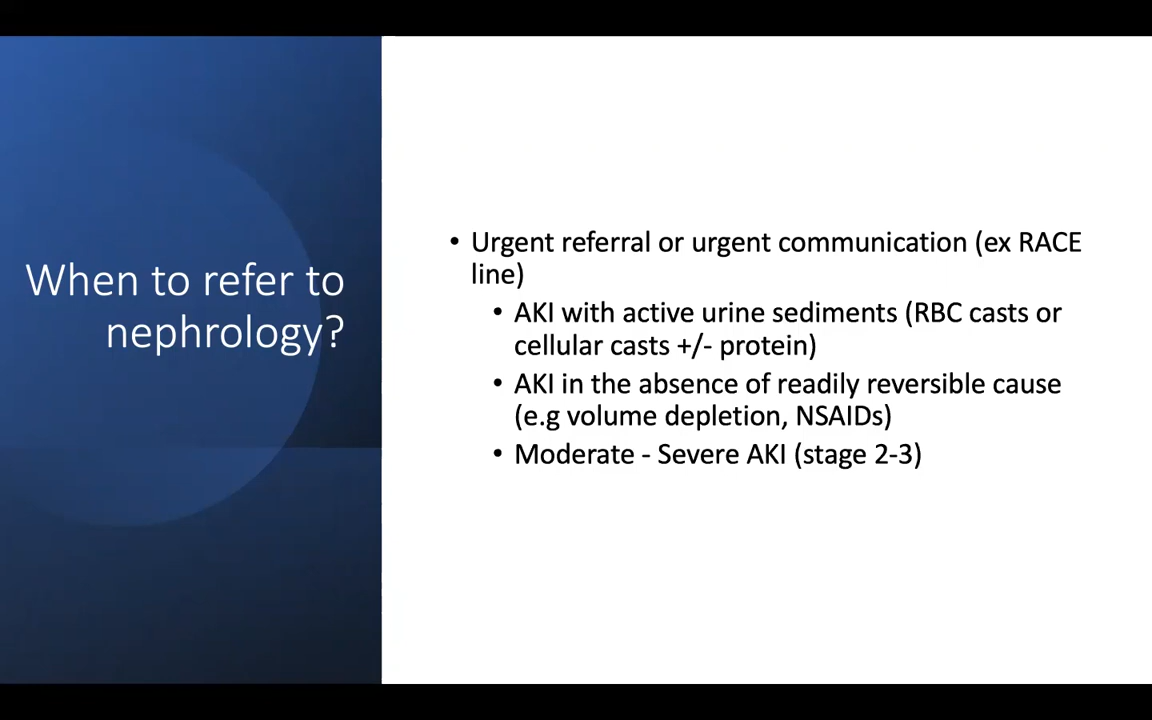 When to refer to
nephrology?
• Urgent referral or urgent communication (ex RACE
line)
• AKI with active urine sediments (RBC casts or
cellular casts +/- protein)
• AKI in the absence of readily reversible cause
(e.g volume depletion, NSAIDs)
• Moderate - Severe AKI (stage 2-3)